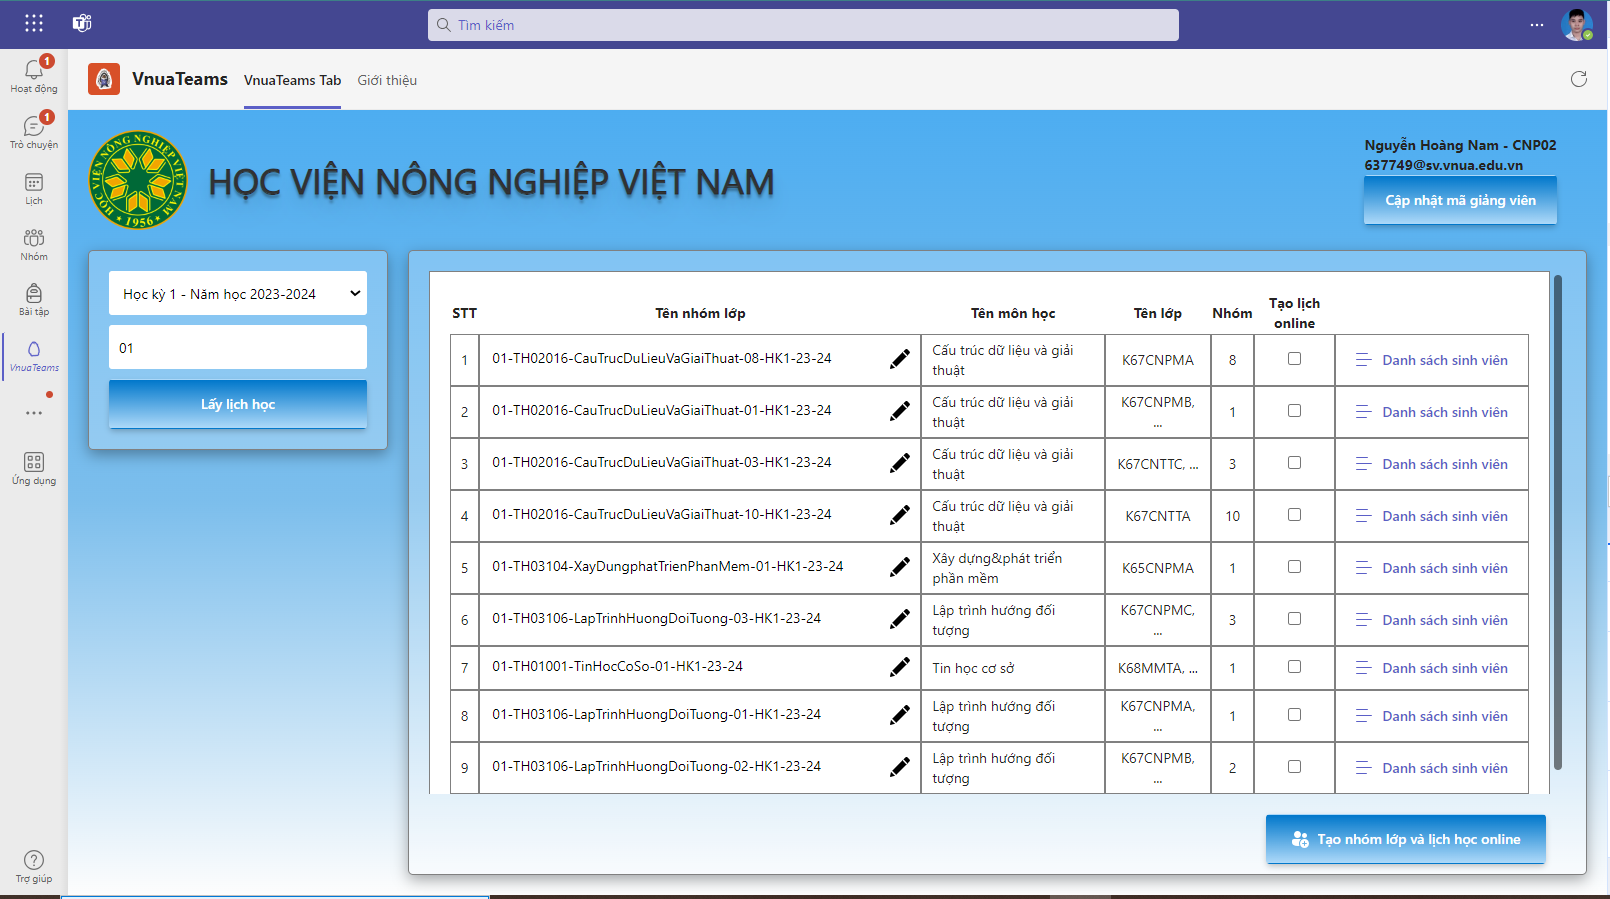 Tìm kiếm
1
Hoạt động
1
Trò chuyện
Lịch
Nhóm
Bài tập
VnuaTeams
Ứng dụng
Trợ giúp
VnuaTeams
VnuaTeams Tab
Giới thiệu
HỌC VIỆN NÔNG NGHIỆP VIỆT NAM
* 1956 *
HỌC VIỆN NÔNG NGHIỆP VIỆT NAM
Nguyễn Hoàng Nam - CNP02
637749@sv.vnua.edu.vn
Cập nhật mã giảng viên
Học kỳ 1 - Năm học 2023-2024
01
Lấy lịch học
STT Tên nhóm lớp Tên môn học Tên lớp Nhóm Tạo lịch
online
1 01-TH02016-CauTrucDuLieuVaGiaiThuat-08-HK1-23-24 Cấu trúc dữ liệu và giải
thuật K67CNPMA 8 Danh sách sinh viên
2 01-TH02016-CauTrucDuLieuVaGiaiThuat-01-HK1-23-24 Cấu trúc dữ liệu và giải
thuật K67CNPMB,
... 1 Danh sách sinh viên
3 01-TH02016-CauTrucDuLieuVaGiaiThuat-03-HK1-23-24 Cấu trúc dữ liệu và giải
thuật K67CNTTC, ... 3 Danh sách sinh viên
4 01-TH02016-CauTrucDuLieuVaGiaiThuat-10-HK1-23-24 Cấu trúc dữ liệu và giải
thuật K67CNTTA 10 Danh sách sinh viên
5 01-TH03104-XayDungphatTrienPhanMem-01-HK1-23-24 Xây dựng&phát triển
phần mềm K65CNPMA 1 Danh sách sinh viên
6 01-TH03106-LapTrinhHuongDoiTuong-03-HK1-23-24 Lập trình hướng đối
tượng K67CNPMC,
... 3 Danh sách sinh viên
7 01-TH01001-TinHocCoSo-01-HK1-23-24 Tin học cơ sở K68MMTA, ... 1 Danh sách sinh viên
8 01-TH03106-LapTrinhHuongDoiTuong-01-HK1-23-24 Lập trình hướng đối
tượng K67CNPMA,
... 1 Danh sách sinh viên
9 01-TH03106-LapTrinhHuongDoiTuong-02-HK1-23-24 Lập trình hướng đối
tượng K67CNPMB,
... 2 Danh sách sinh viên
Tạo nhóm lớp và lịch học online